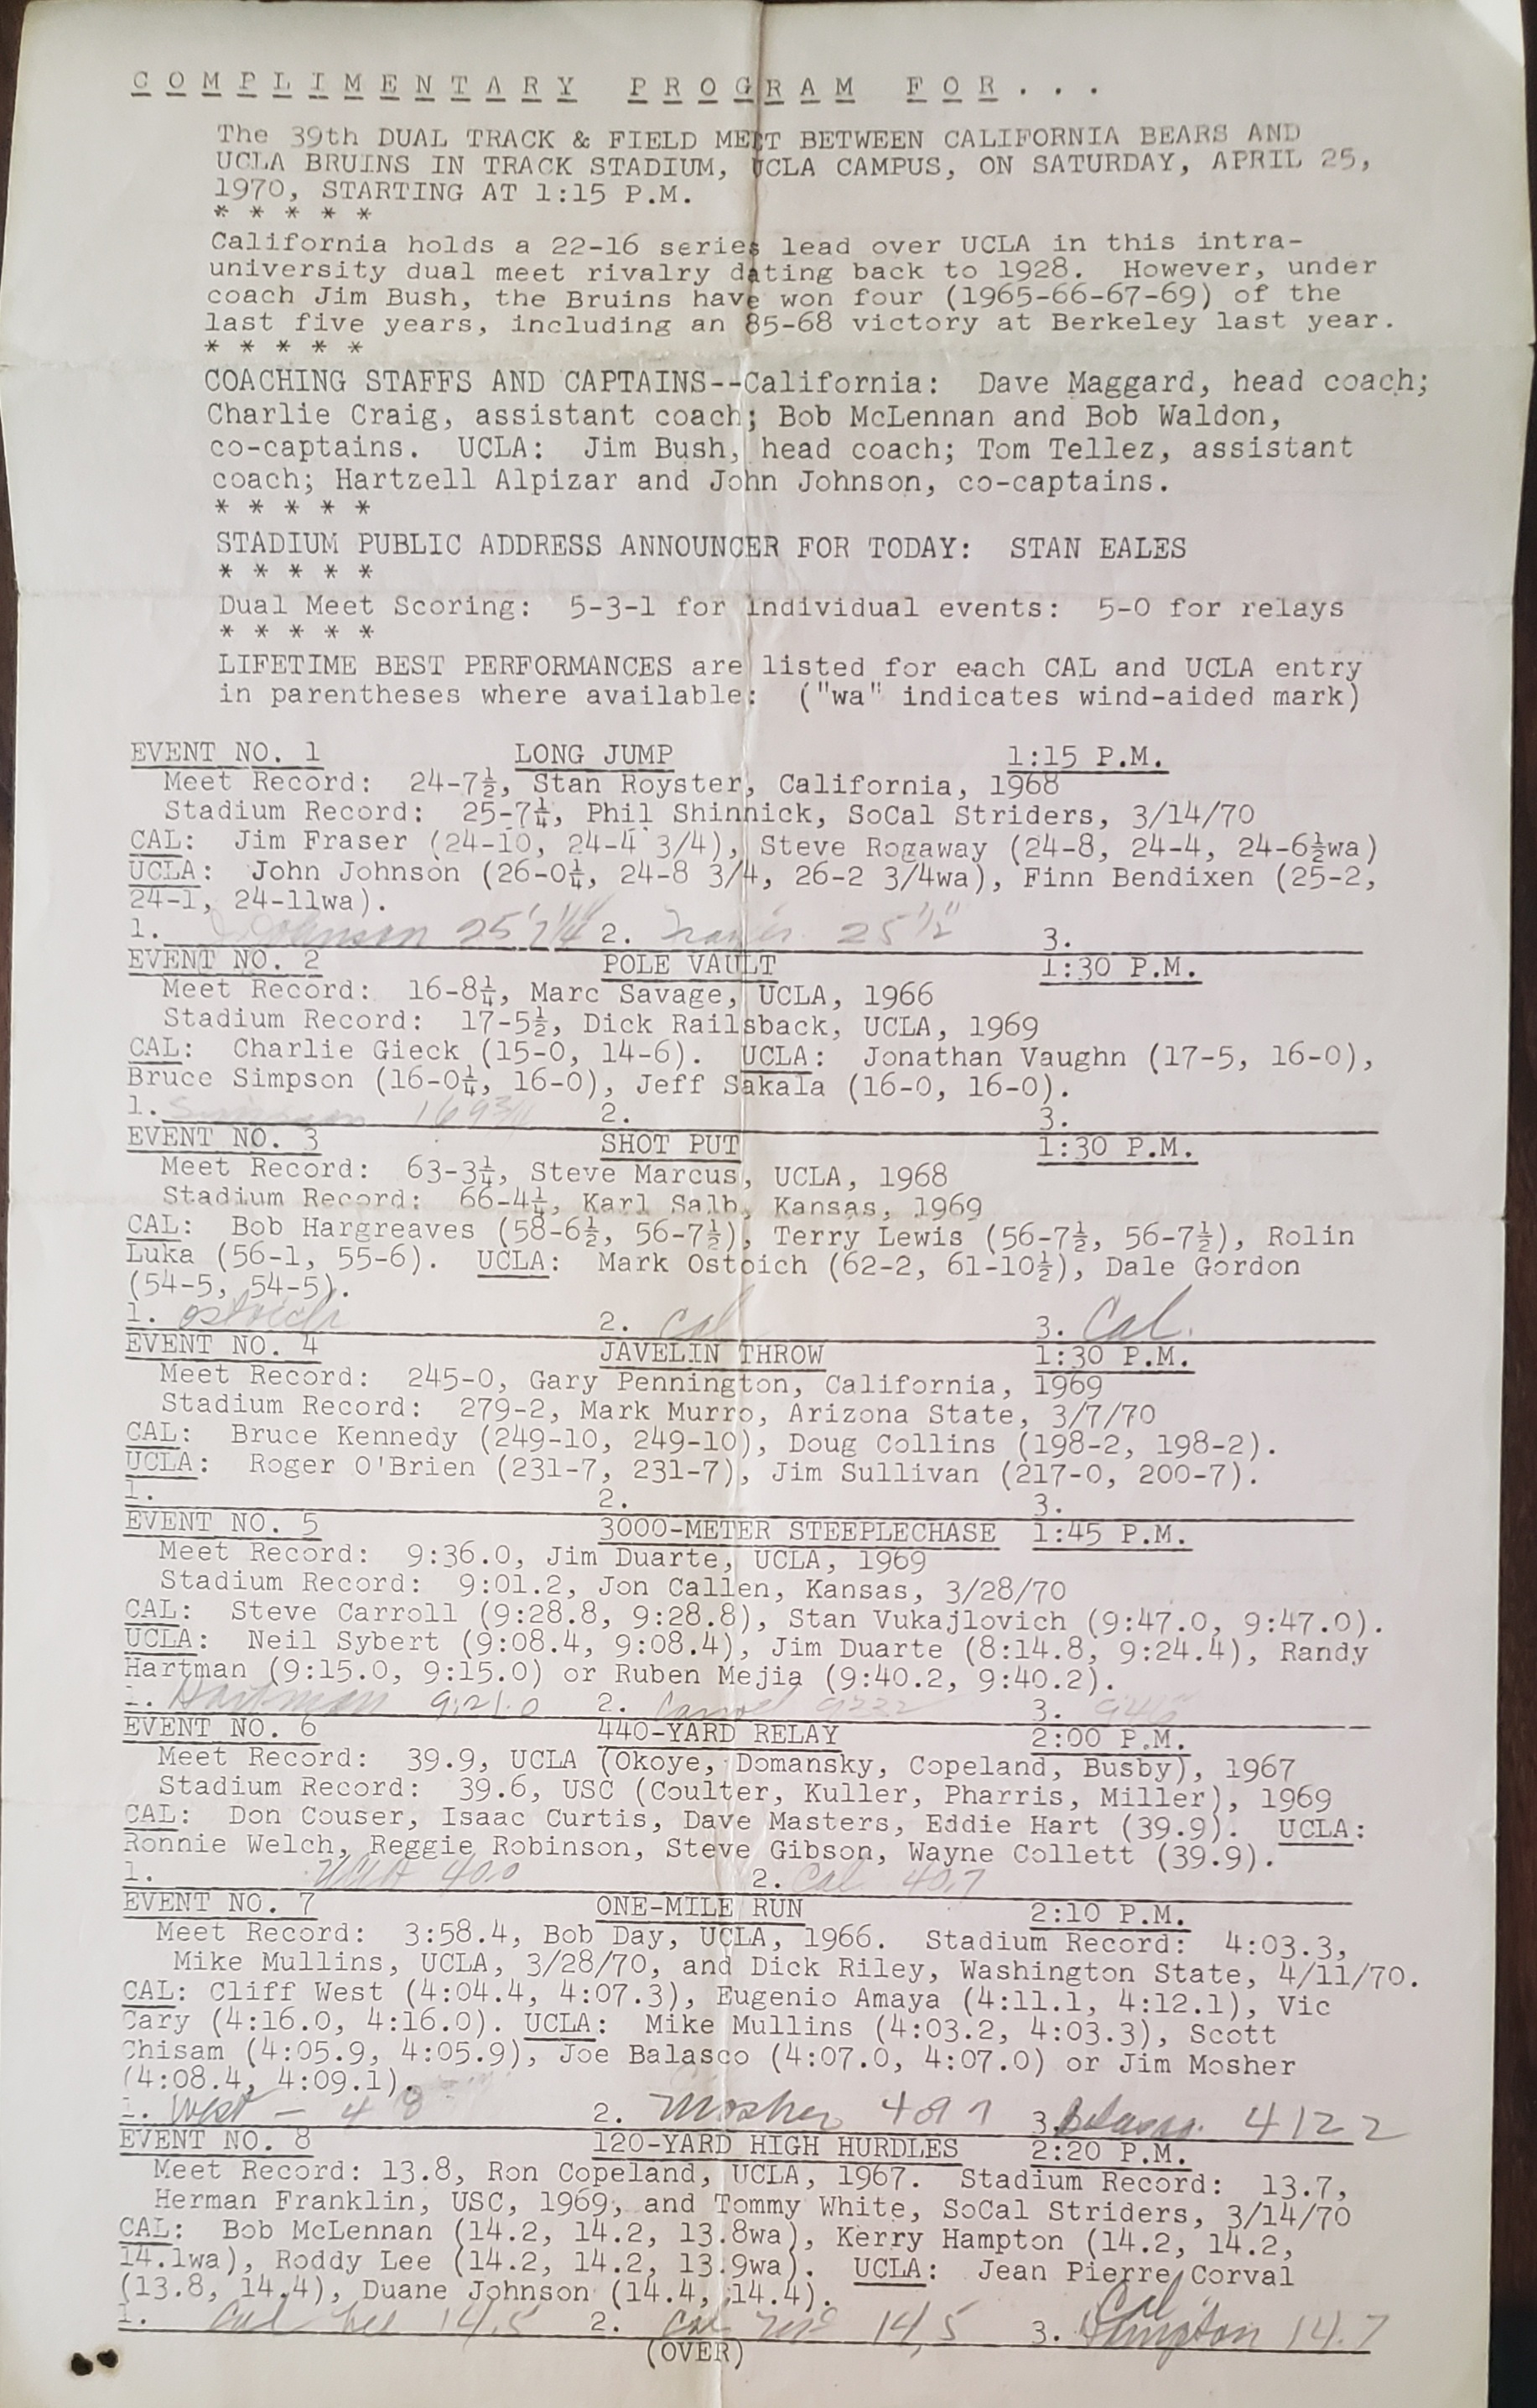 COMPLIMENTARY PROGRAM FOR...
The 39th DUAL TRACK & FIELD MEET BETWEEN CALIFORNIA BEARS AND
UCLA BRUINS IN TRACK STADIUM, UCLA CAMPUS, ON SATURDAY, APRIL 25,
1970, STARTING AT 1:15 P.M.
* * * * *
California holds a 22-16 series lead over UCLA in this intra-
university dual meet rivalry dating back to 1928. However, under
coach Jim Bush, the Bruins have won four (1965-66-67-69) of the
last five years, including an 85-68 victory at Berkeley last year.
* * * * *
COACHING STAFFS AND CAPTAINS--California: Dave Maggard, head coach;
Charlie Craig, assistant coach; Bob McLennan and Bob Waldon,
co-captains. UCLA: Jim Bush, head coach; Tom Tellez, assistant
coach; Hartzell Alpizar and John Johnson, co-captains.
* * * * *
STADIUM PUBLIC ADDRESS ANNOUNCER FOR TODAY: STAN EALES
* * * * *
Dual Meet Scoring: 5-3-1 for individual events: 5-0 for relays
* * * * *
LIFETIME BEST PERFORMANCES are listed for each CAL and UCLA entry
in parentheses where available: ("wa" indicates wind-aided mark)
EVENT NO. 1 LONG JUMP 1:15 P.M.
Meet Record: 24-7½, Stan Royster, California, 1968
Stadium Record: 25-7¼, Phil Shinnick, SoCal Striders, 3/14/70
CAL: Jim Fraser (24-10, 24-4 3/4), Steve Rogaway (24-8, 24-4, 24-6½wa)
UCLA: John Johnson (26-0¼, 24-8 3/4, 26-2 3/4wa), Finn Bendixen (25-2,
24-1, 24-11wa).
1. J. Johnson 25'7¼" 2. 25'½" 3.
EVENT NO. 2 POLE VAULT 1:30 P.M.
Meet Record: 16-8¼, Marc Savage, UCLA, 1966
Stadium Record: 17-5½, Dick Railsback, UCLA, 1969
CAL: Charlie Gieck (15-0, 14-6). UCLA: Jonathan Vaughn (17-5, 16-0),
Bruce Simpson (16-0¼, 16-0), Jeff Sakala (16-0, 16-0).
1. Simpson 2. 3.
EVENT NO. 3 SHOT PUT 1:30 P.M.
Meet Record: 63-3¼, Steve Marcus, UCLA, 1968
Stadium Record: 66-4¼, Karl Salb, Kansas, 1969
CAL: Bob Hargreaves (58-6½, 56-7½), Terry Lewis (56-7½, 56-7½), Rolin
Luka (56-1, 55-6). UCLA: Mark Ostoich (62-2, 61-10½), Dale Gordon
(54-5, 54-5).
1. Ostoich 2. Cal 3. Cal.
EVENT NO. 4 JAVELIN THROW 1:30 P.M.
Meet Record: 245-0, Gary Pennington, California, 1969
Stadium Record: 279-2, Mark Murro, Arizona State, 3/7/70
CAL: Bruce Kennedy (249-10, 249-10), Doug Collins (198-2, 198-2).
UCLA: Roger O'Brien (231-7, 231-7), Jim Sullivan (217-0, 200-7).
1. 2. 3.
EVENT NO. 5 3000-METER STEEPLECHASE 1:45 P.M.
Meet Record: 9:36.0, Jim Duarte, UCLA, 1969
Stadium Record: 9:01.2, Jon Callen, Kansas, 3/28/70
CAL: Steve Carroll (9:28.8, 9:28.8), Stan Vukajlovich (9:47.0, 9:47.0).
UCLA: Neil Sybert (9:08.4, 9:08.4), Jim Duarte (8:14.8, 9:24.4), Randy
Hartman (9:15.0, 9:15.0) or Ruben Mejia (9:40.2, 9:40.2).
1. Hartman 9:21.0 2. 3.
EVENT NO. 6 440-YARD RELAY 2:00 P.M.
Meet Record: 39.9, UCLA (Okoye, Domansky, Copeland, Busby), 1967
Stadium Record: 39.6, USC (Coulter, Kuller, Pharris, Miller), 1969
CAL: Don Couser, Isaac Curtis, Dave Masters, Eddie Hart (39.9). UCLA:
Ronnie Welch, Reggie Robinson, Steve Gibson, Wayne Collett (39.9).
1. UCLA 40.0 2. Cal 40.7
EVENT NO. 7 ONE-MILE RUN 2:10 P.M.
Meet Record: 3:58.4, Bob Day, UCLA, 1966. Stadium Record: 4:03.3,
Mike Mullins, UCLA, 3/28/70, and Dick Riley, Washington State, 4/11/70.
CAL: Cliff West (4:04.4, 4:07.3), Eugenio Amaya (4:11.1, 4:12.1), Vic
Cary (4:16.0, 4:16.0). UCLA: Mike Mullins (4:03.2, 4:03.3), Scott
Chisam (4:05.9, 4:05.9), Joe Balasco (4:07.0, 4:07.0) or Jim Mosher
(4:08.4, 4:09.1).
1. West - 4 8 2. Mosher 409 1 3. 412 2
EVENT NO. 8 120-YARD HIGH HURDLES 2:20 P.M.
Meet Record: 13.8, Ron Copeland, UCLA, 1967. Stadium Record: 13.7,
Herman Franklin, USC, 1969, and Tommy White, SoCal Striders, 3/14/70
CAL: Bob McLennan (14.2, 14.2, 13.8wa), Kerry Hampton (14.2, 14.2,
14.1wa), Roddy Lee (14.2, 14.2, 13.9wa). UCLA: Jean Pierre Corval
(13.8, 14.4), Duane Johnson (14.4, 14.4).
Cal
1. Cal Lee 14.5 2. Cal 14.5 3. Hampton 14.7
(OVER)